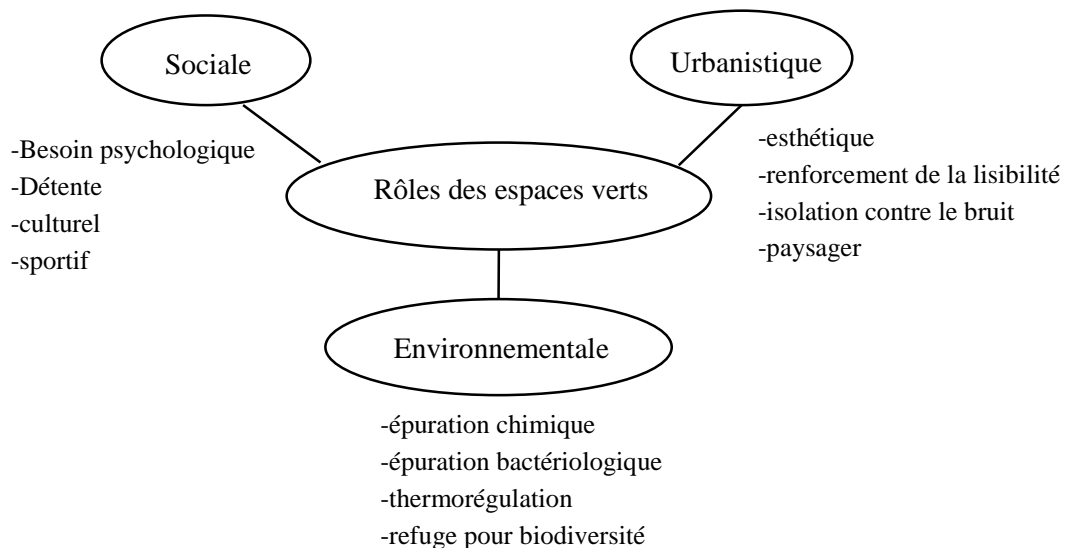 Sociale
Urbanistique
-Besoin psychologique
-Détente
-culturel
-sportif
Rôles des espaces verts
-esthétique
-renforcement de la lisibilité
-isolation contre le bruit
-paysager
Environnementale
-épuration chimique
-épuration bactériologique
-thermorégulation
-refuge pour biodiversité